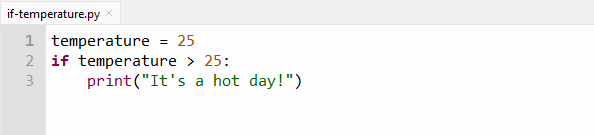 if-temperature.py ×
1 temperature = 25
2 if temperature > 25:
3     print("It's a hot day!")